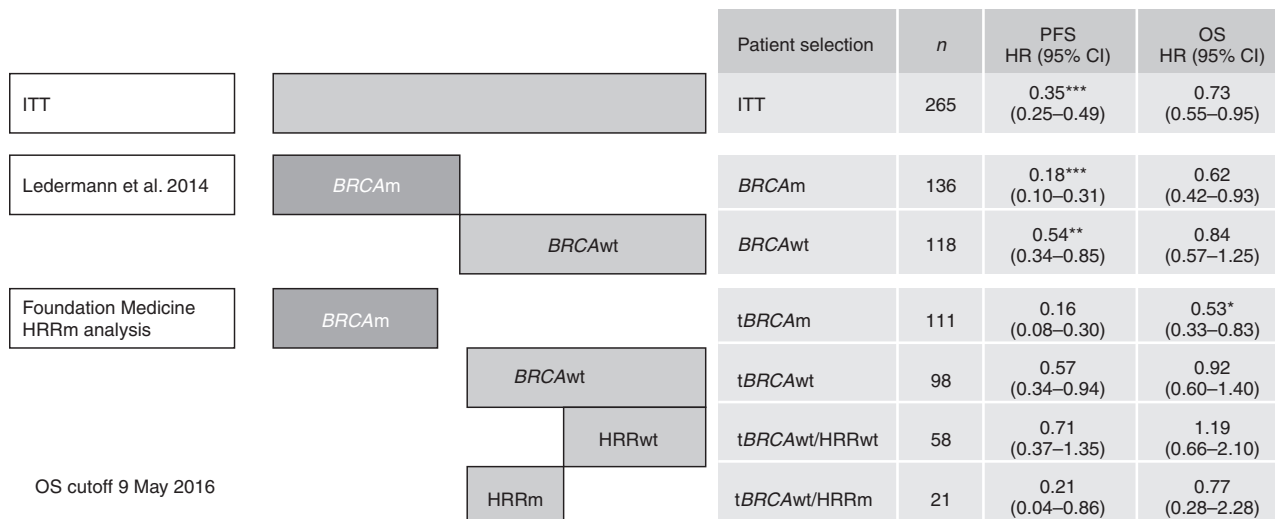 Patient selection n PFS HR (95% CI) OS HR (95% CI)
ITT ITT 265 0.35*** (0.25–0.49) 0.73 (0.55–0.95)
Ledermann et al. 2014 BRCAm BRCAm 136 0.18*** (0.10–0.31) 0.62 (0.42–0.93)
BRCAwt BRCAwt 118 0.54** (0.34–0.85) 0.84 (0.57–1.25)
Foundation Medicine HRRm analysis BRCAm tBRCAm 111 0.16 (0.08–0.30) 0.53* (0.33–0.83)
BRCAwt tBRCAwt 98 0.57 (0.34–0.94) 0.92 (0.60–1.40)
HRRwt tBRCAwt/HRRwt 58 0.71 (0.37–1.35) 1.19 (0.66–2.10)
OS cutoff 9 May 2016 HRRm tBRCAwt/HRRm 21 0.21 (0.04–0.86) 0.77 (0.28–2.28)